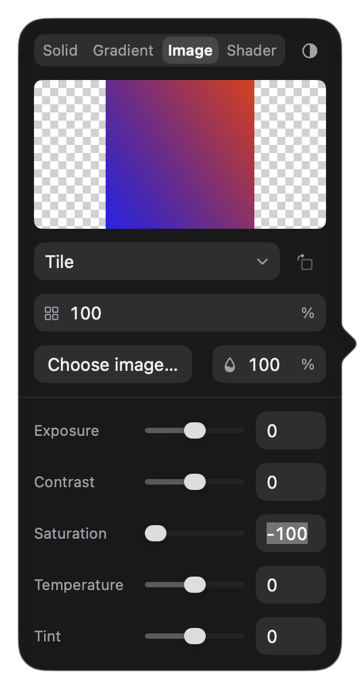 Solid Gradient Image Shader
Tile
100 %
Choose image... 100 %
Exposure 0
Contrast 0
Saturation -100
Temperature 0
Tint 0